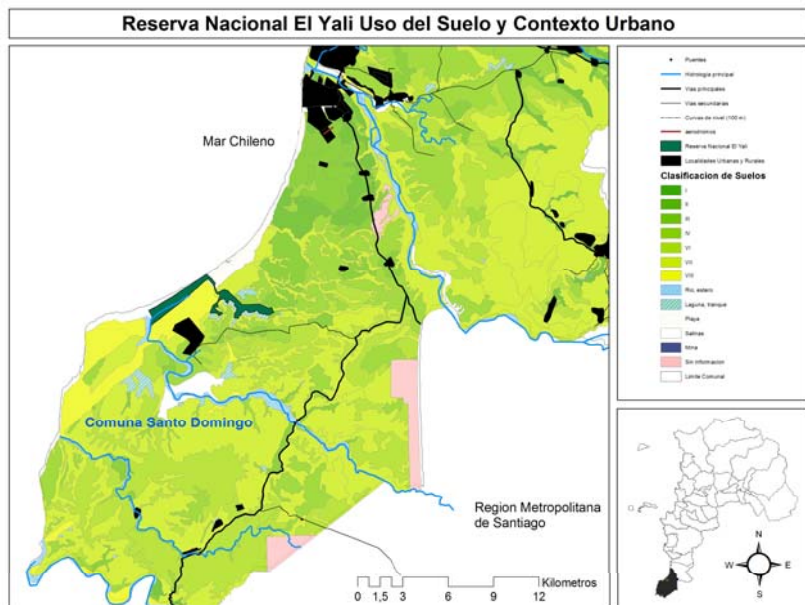 Reserva Nacional El Yali Uso del Suelo y Contexto Urbano
Mar Chileno
Comuna Santo Domingo
Region Metropolitana
de Santiago
Kilometros
0 1,5 3 6 9 12
Puentes
Hidrologia principal
Vias principales
Vias secundarias
Curvas de nivel (100 m)
aerodromos
Reserva Nacional El Yali
Localidades Urbanas y Rurales
Clasificacion de Suelos
I
II
III
IV
VI
VII
VIII
Rio, estero
Laguna, tranque
Playa
Salinas
Mina
Sin informacion
Limite Comunal
N
W E
S